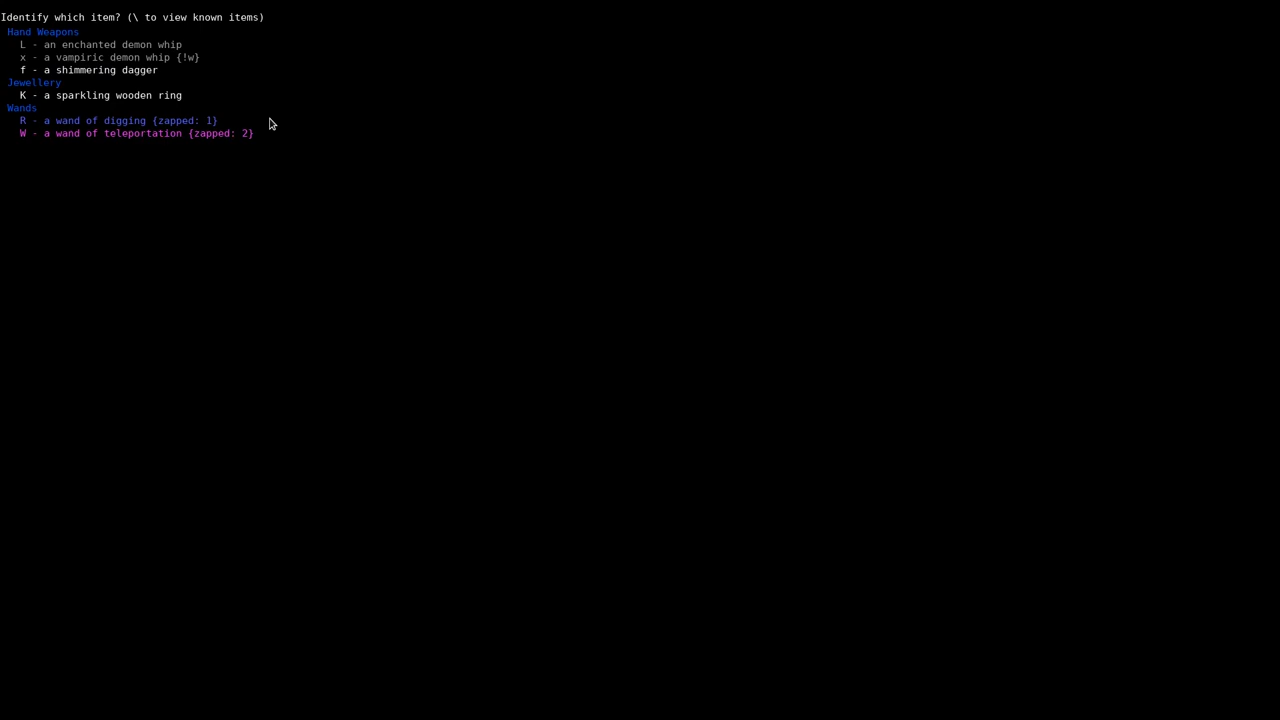 Identify which item? (\ to view known items)
Hand Weapons
L - an enchanted demon whip
x - a vampiric demon whip {!w}
f - a shimmering dagger
Jewellery
K - a sparkling wooden ring
Wands
R - a wand of digging {zapped: 1}
W - a wand of teleportation {zapped: 2}